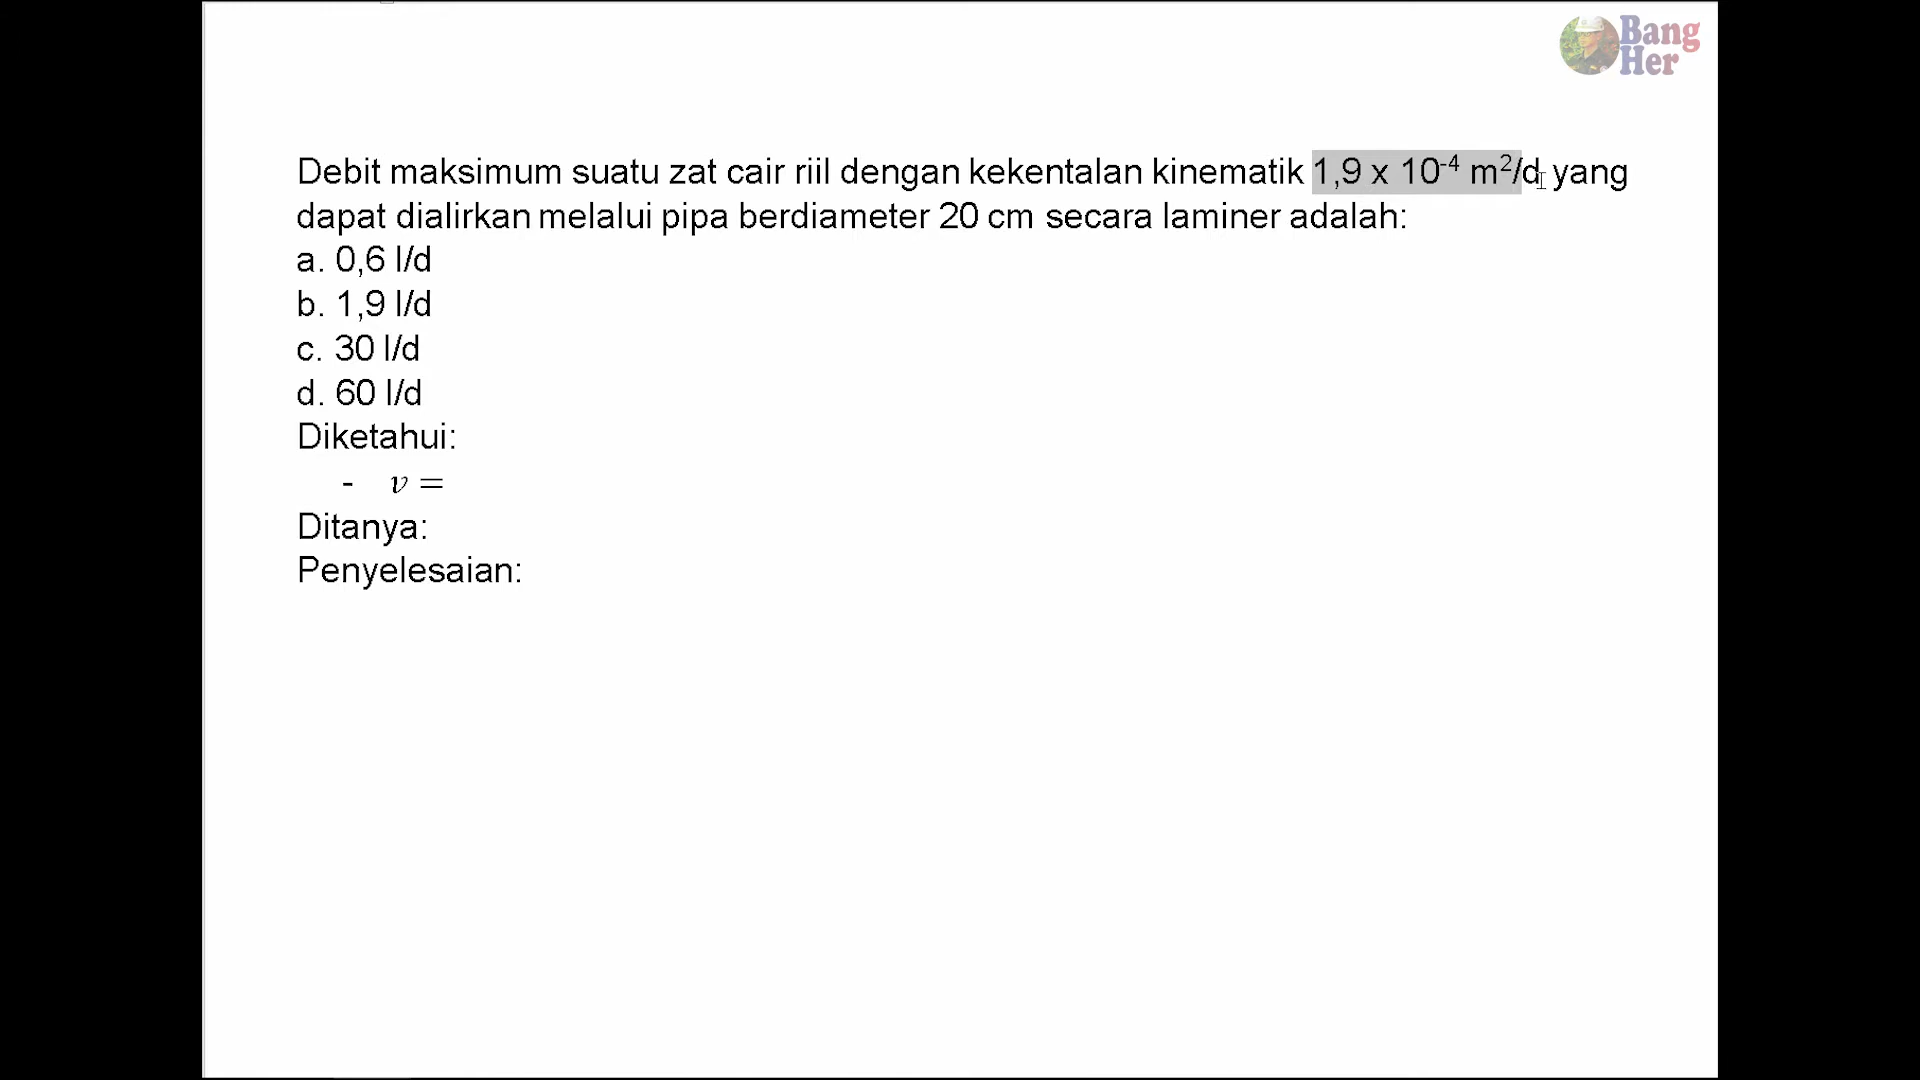 Bang
Her
Debit maksimum suatu zat cair riil dengan kekentalan kinematik 1,9 x 10⁻⁴ m²/d yang
dapat dialirkan melalui pipa berdiameter 20 cm secara laminer adalah:
a. 0,6 l/d
b. 1,9 l/d
c. 30 l/d
d. 60 l/d
Diketahui:
- 𝑣 =
Ditanya:
Penyelesaian: